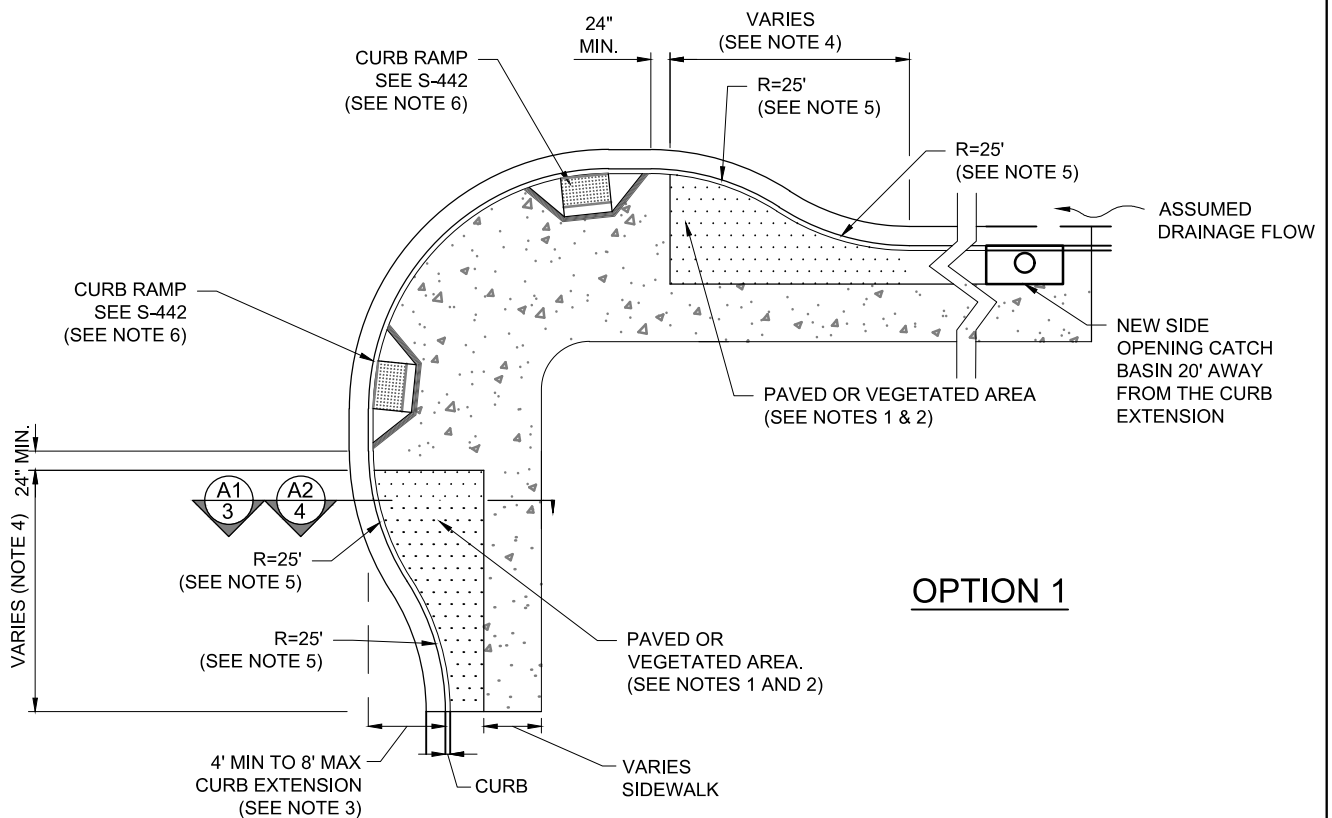 24"
MIN.
VARIES
(SEE NOTE 4)
CURB RAMP
SEE S-442
(SEE NOTE 6)
R=25'
(SEE NOTE 5)
R=25'
(SEE NOTE 5)
ASSUMED
DRAINAGE FLOW
CURB RAMP
SEE S-442
(SEE NOTE 6)
NEW SIDE
OPENING CATCH
BASIN 20' AWAY
FROM THE CURB
EXTENSION
PAVED OR VEGETATED AREA
(SEE NOTES 1 & 2)
24" MIN.
VARIES (NOTE 4)
A1
3
A2
4
R=25'
(SEE NOTE 5)
OPTION 1
R=25'
(SEE NOTE 5)
PAVED OR
VEGETATED AREA.
(SEE NOTES 1 AND 2)
4' MIN TO 8' MAX
CURB EXTENSION
(SEE NOTE 3)
CURB
VARIES
SIDEWALK